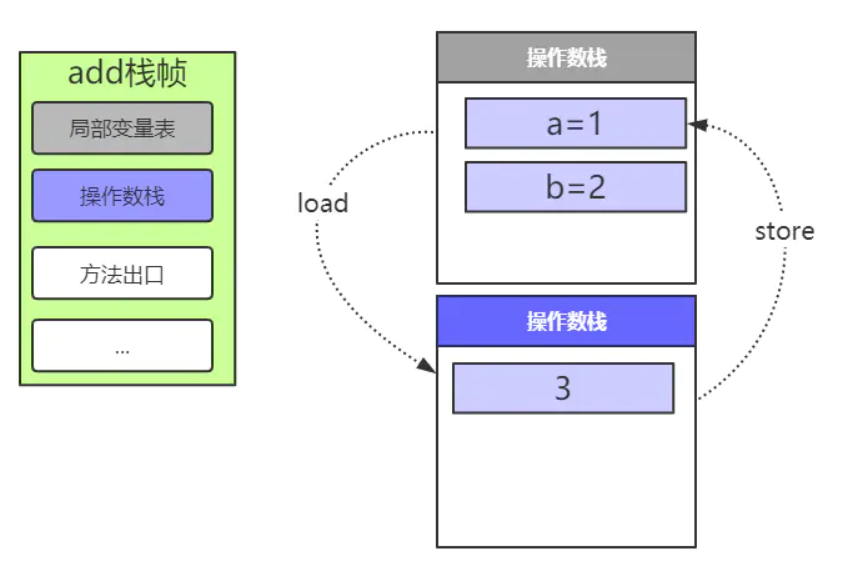 add栈帧
局部变量表
操作数栈
方法出口
...
操作数栈
a=1
b=2
load
store
操作数栈
3